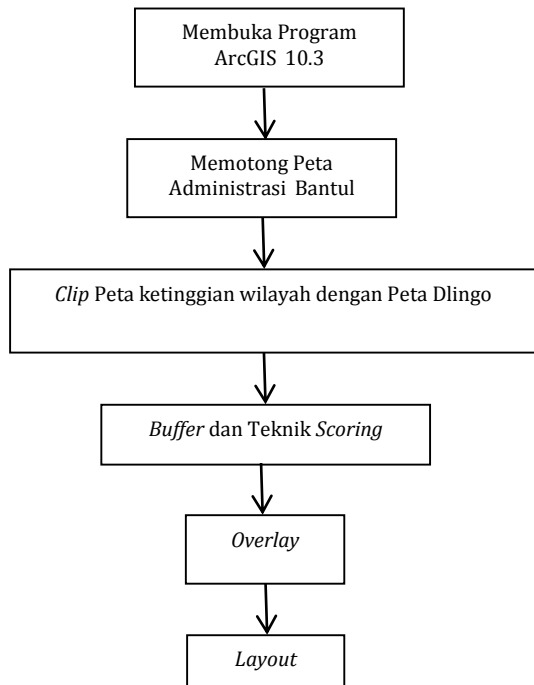 Membuka Program
ArcGIS 10.3
Memotong Peta
Administrasi Bantul
Clip Peta ketinggian wilayah dengan Peta Dlingo
Buffer dan Teknik Scoring
Overlay
Layout